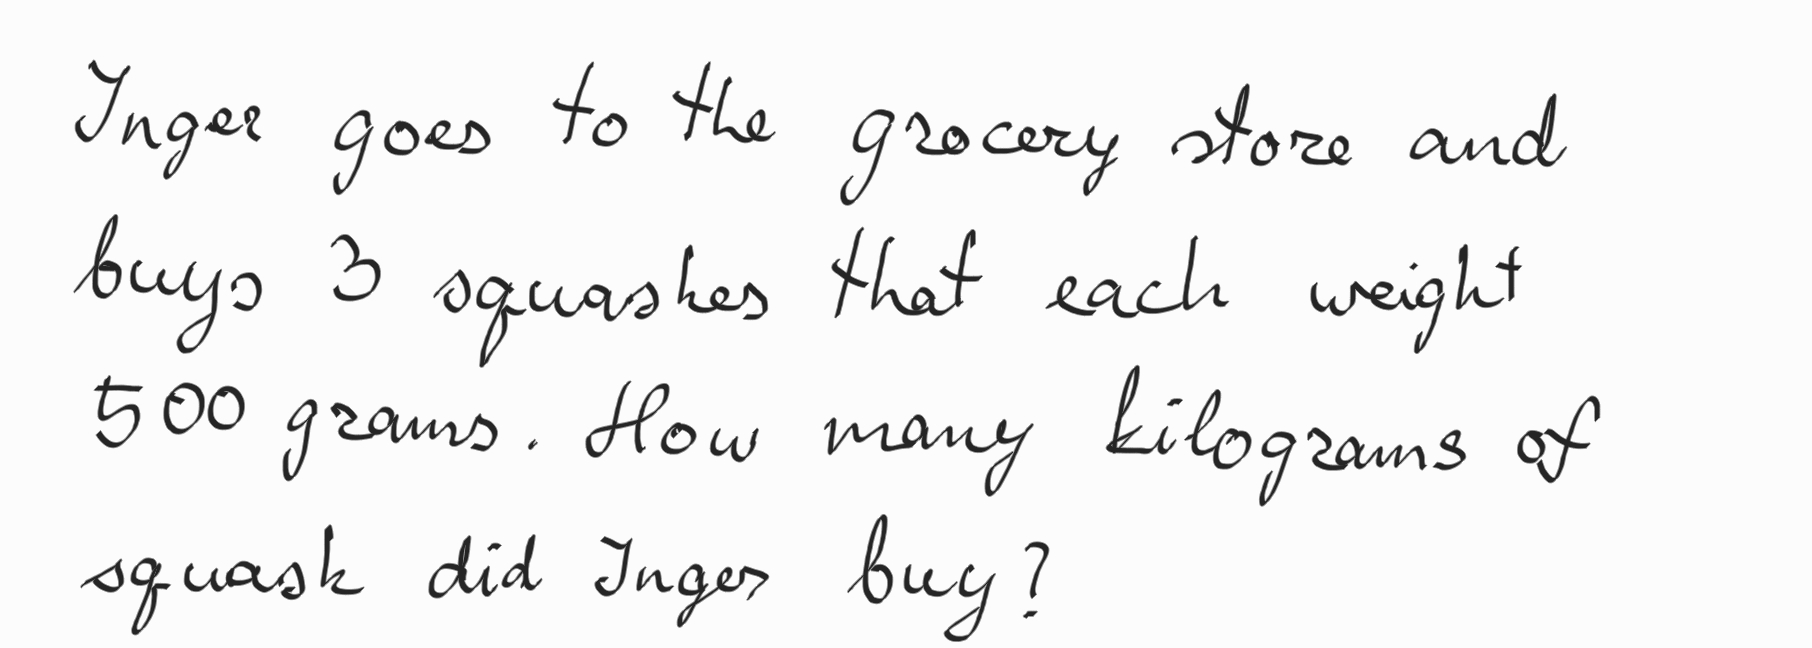 Inger goes to the grocery store and
buys 3 squashes that each weight
500 grams. How many kilograms of
squash did Inger buy?